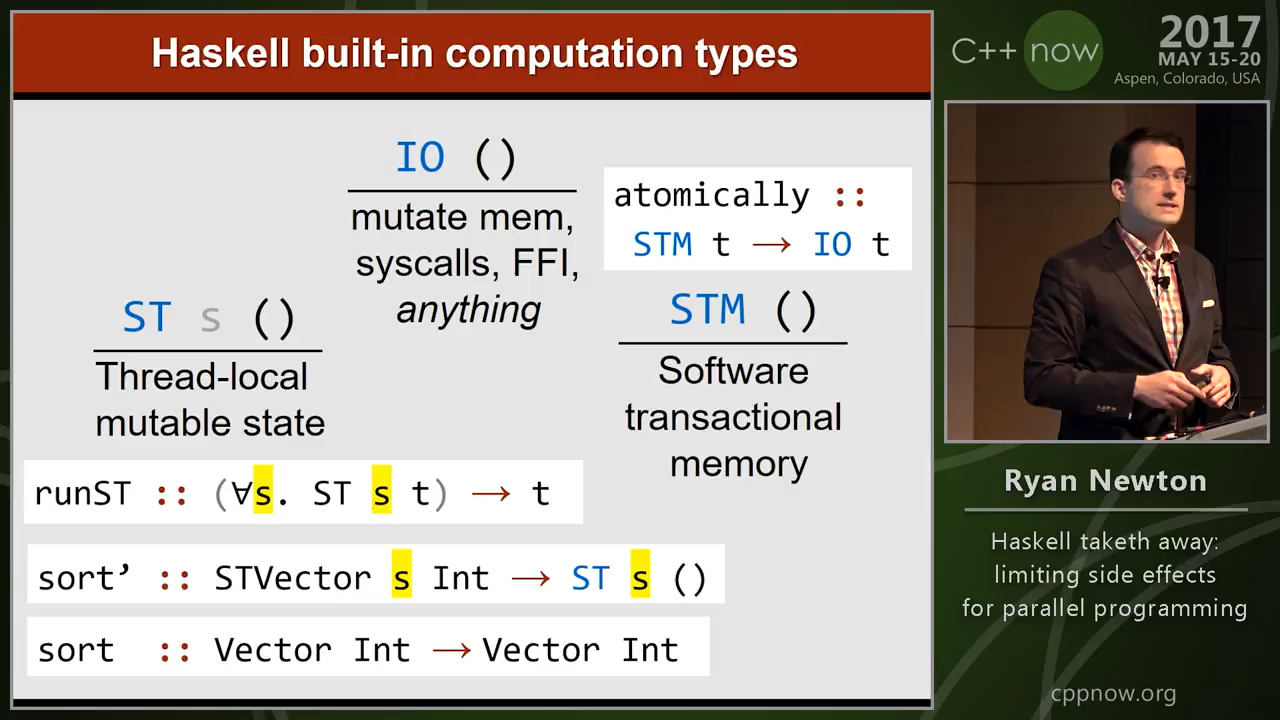 Haskell built-in computation types
IO ()
mutate mem,
syscalls, FFI,
anything
atomically ::
STM t → IO t
ST s ()
Thread-local
mutable state
STM ()
Software
transactional
memory
runST :: (∀s. ST s t) → t
sort’ :: STVector s Int → ST s ()
sort :: Vector Int → Vector Int
C++ now
2017
MAY 15-20
Aspen, Colorado, USA
Ryan Newton
Haskell taketh away:
limiting side effects
for parallel programming
cppnow.org